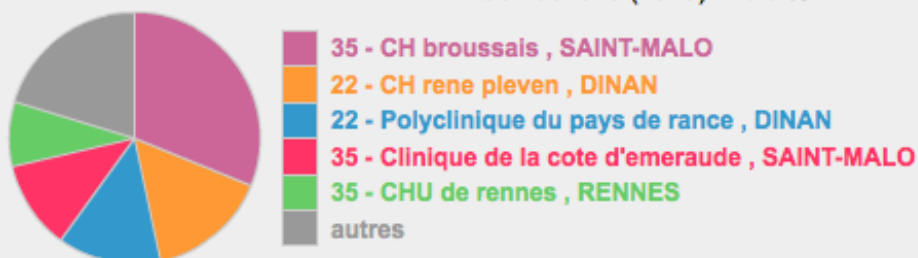 35 - CH broussais , SAINT-MALO
22 - CH rene pleven , DINAN
22 - Polyclinique du pays de rance , DINAN
35 - Clinique de la cote d'emeraude , SAINT-MALO
35 - CHU de rennes , RENNES
autres